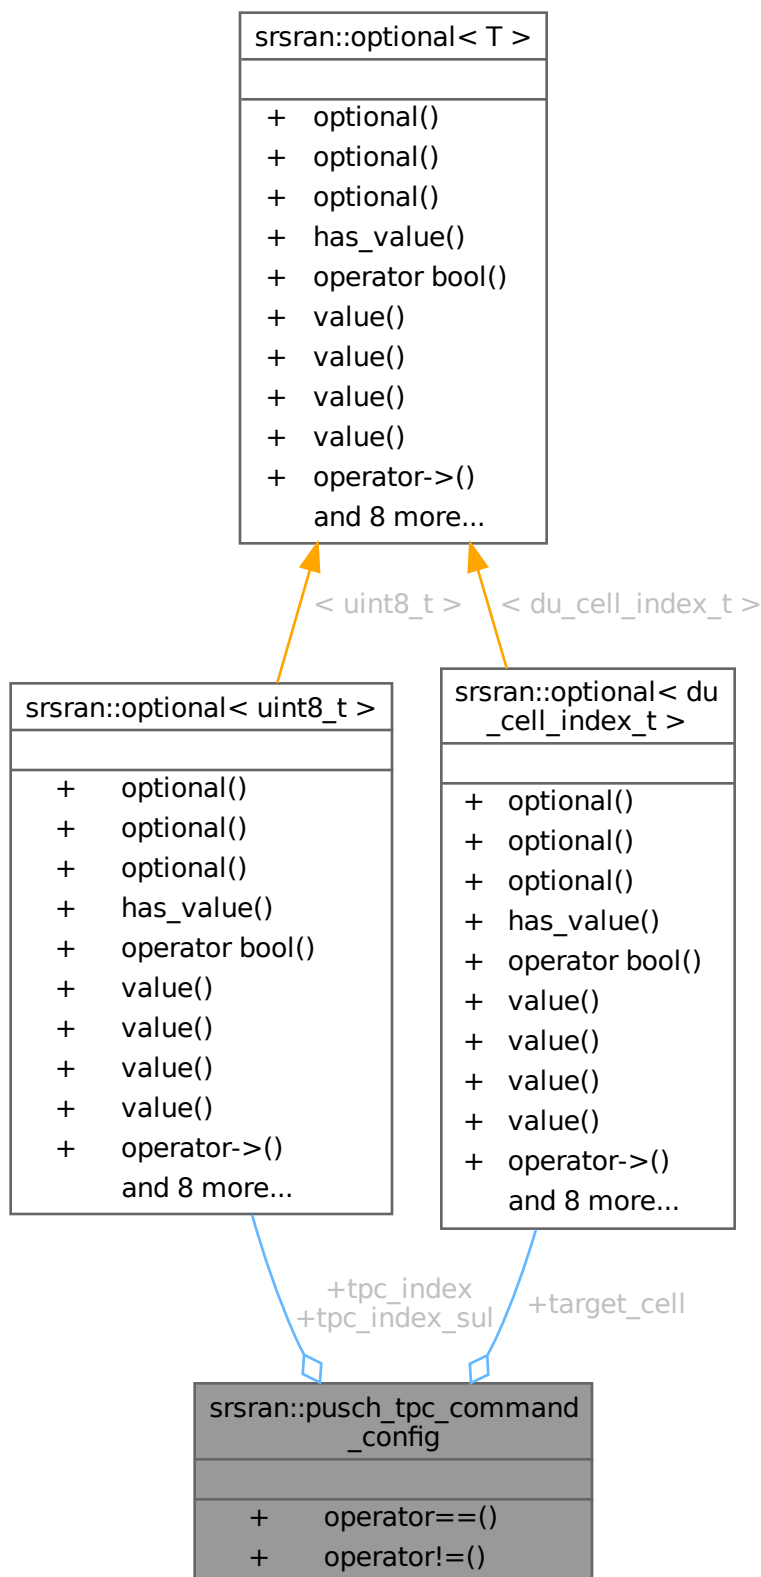 srsran::optional< T >
+ optional()
+ optional()
+ optional()
+ has_value()
+ operator bool()
+ value()
+ value()
+ value()
+ value()
+ operator->()
and 8 more...
< uint8_t >
< du_cell_index_t >
srsran::optional< uint8_t >
+ optional()
+ optional()
+ optional()
+ has_value()
+ operator bool()
+ value()
+ value()
+ value()
+ value()
+ operator->()
and 8 more...
srsran::optional< du
_cell_index_t >
+ optional()
+ optional()
+ optional()
+ has_value()
+ operator bool()
+ value()
+ value()
+ value()
+ value()
+ operator->()
and 8 more...
+tpc_index
+tpc_index_sul
+target_cell
srsran::pusch_tpc_command
_config
+ operator==()
+ operator!=()